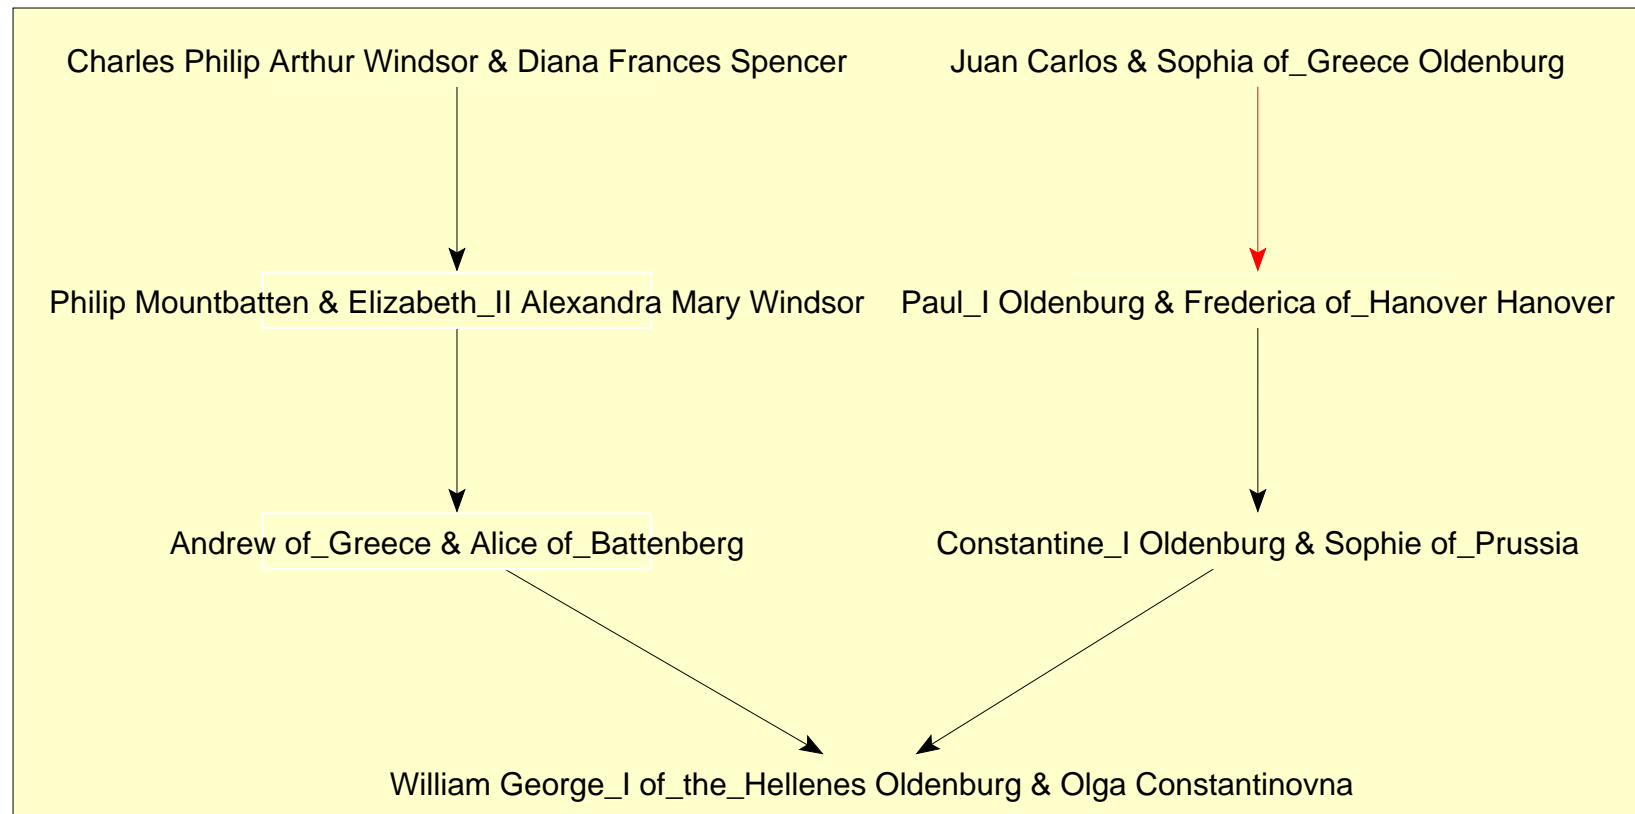 Charles Philip Arthur Windsor & Diana Frances Spencer
Juan Carlos & Sophia of_Greece Oldenburg
Philip Mountbatten & Elizabeth_II Alexandra Mary Windsor
Paul_I Oldenburg & Frederica of_Hanover Hanover
Andrew of_Greece & Alice of_Battenberg
Constantine_I Oldenburg & Sophie of_Prussia
William George_I of_the_Hellenes Oldenburg & Olga Constantinovna